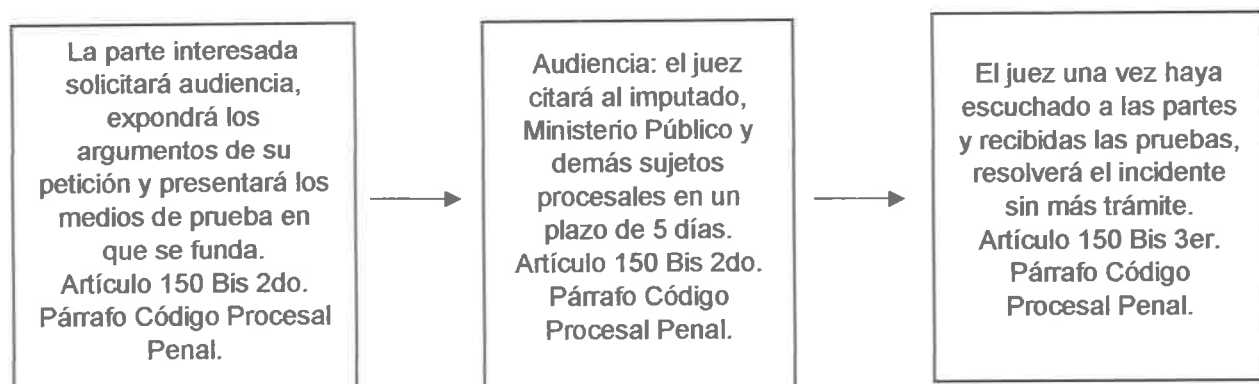 La parte interesada
solicitará audiencia,
expondrá los
argumentos de su
petición y presentará los
medios de prueba en
que se funda.
Artículo 150 Bis 2do.
Párrafo Código Procesal
Penal.
Audiencia: el juez
citará al imputado,
Ministerio Público y
demás sujetos
procesales en un
plazo de 5 días.
Artículo 150 Bis 2do.
Párrafo Código
Procesal Penal.
El juez una vez haya
escuchado a las partes
y recibidas las pruebas,
resolverá el incidente
sin más trámite.
Artículo 150 Bis 3er.
Párrafo Código
Procesal Penal.